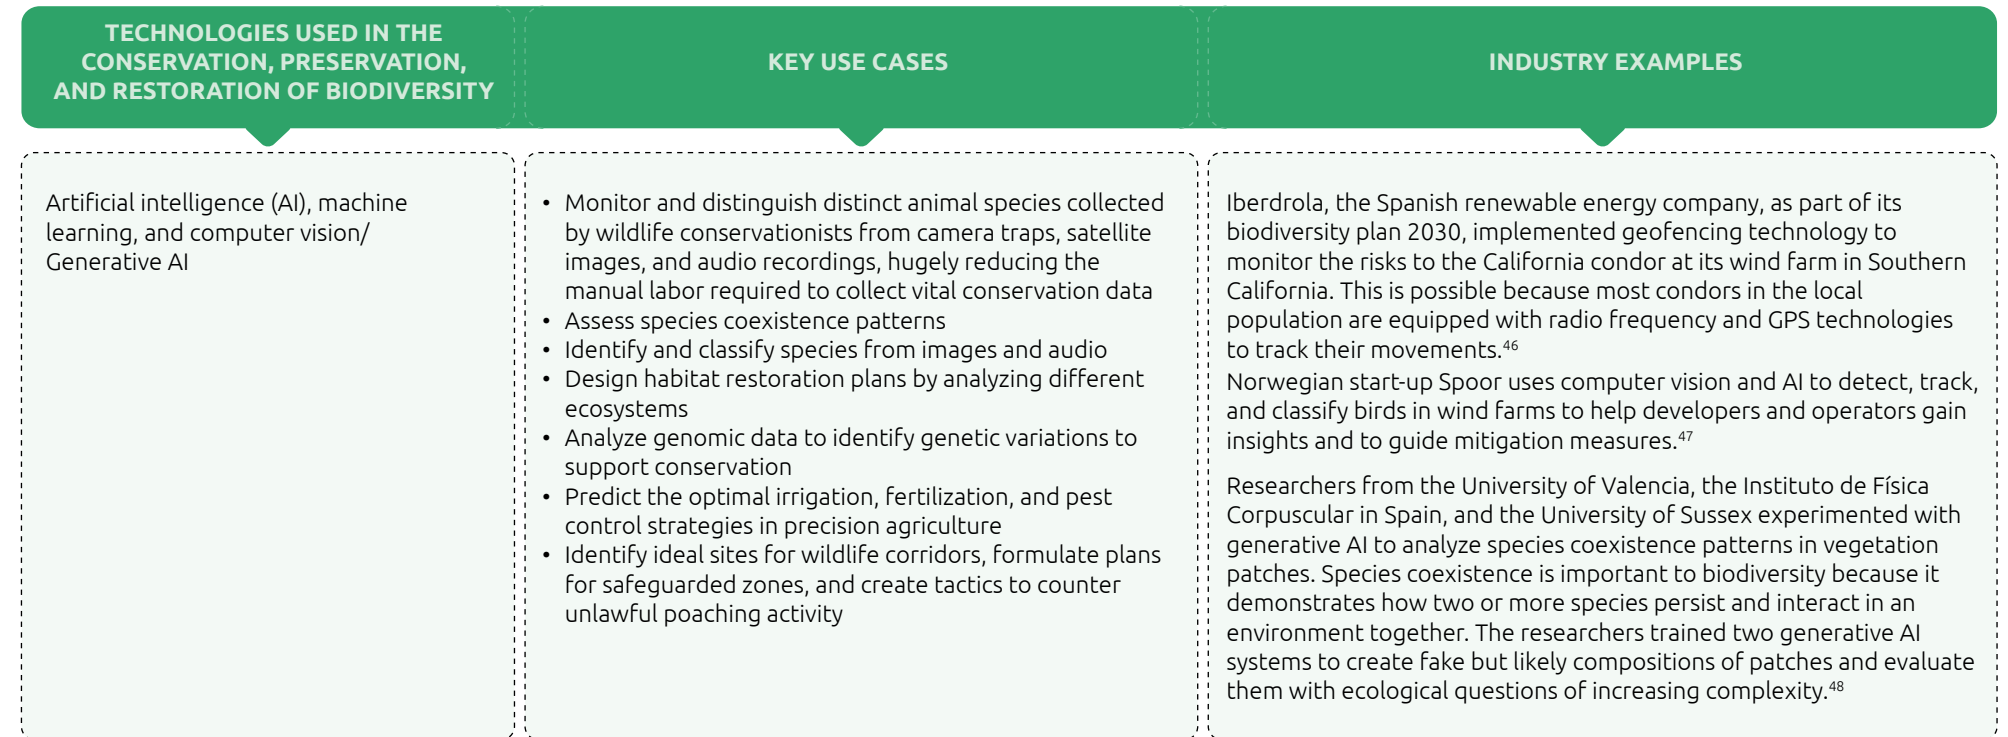 TECHNOLOGIES USED IN THE
CONSERVATION, PRESERVATION,
AND RESTORATION OF BIODIVERSITY
KEY USE CASES
INDUSTRY EXAMPLES
Artificial intelligence (AI), machine
learning, and computer vision/
Generative AI
• Monitor and distinguish distinct animal species collected
by wildlife conservationists from camera traps, satellite
images, and audio recordings, hugely reducing the
manual labor required to collect vital conservation data
• Assess species coexistence patterns
• Identify and classify species from images and audio
• Design habitat restoration plans by analyzing different
ecosystems
• Analyze genomic data to identify genetic variations to
support conservation
• Predict the optimal irrigation, fertilization, and pest
control strategies in precision agriculture
• Identify ideal sites for wildlife corridors, formulate plans
for safeguarded zones, and create tactics to counter
unlawful poaching activity
Iberdrola, the Spanish renewable energy company, as part of its
biodiversity plan 2030, implemented geofencing technology to
monitor the risks to the California condor at its wind farm in Southern
California. This is possible because most condors in the local
population are equipped with radio frequency and GPS technologies
to track their movements.46
Norwegian start-up Spoor uses computer vision and AI to detect, track,
and classify birds in wind farms to help developers and operators gain
insights and to guide mitigation measures.47
Researchers from the University of Valencia, the Instituto de Física
Corpuscular in Spain, and the University of Sussex experimented with
generative AI to analyze species coexistence patterns in vegetation
patches. Species coexistence is important to biodiversity because it
demonstrates how two or more species persist and interact in an
environment together. The researchers trained two generative AI
systems to create fake but likely compositions of patches and evaluate
them with ecological questions of increasing complexity.48